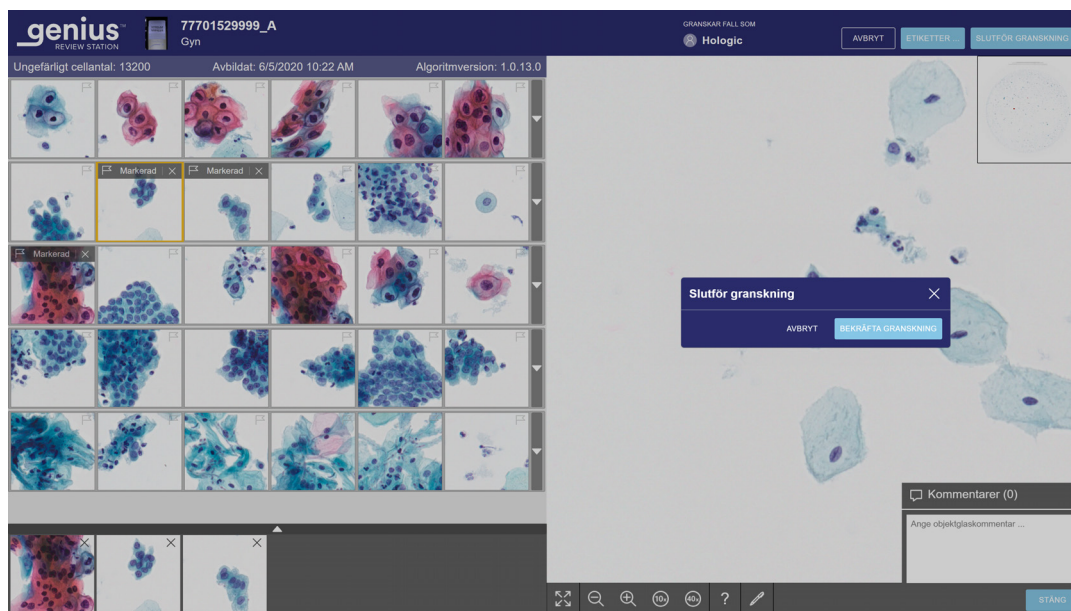 genius™
REVIEW STATION
77701529999_A
Gyn
GRANSKAR FALL SOM
Hologic
AVBRYT
ETIKETTER ...
SLUTFÖR GRANSKNING
Ungefärligt cellantal: 13200
Avbildat: 6/5/2020 10:22 AM
Algoritmversion: 1.0.13.0
Markerad
Markerad
Markerad
Slutför granskning
AVBRYT
BEKRÄFTA GRANSKNING
Kommentarer (0)
Ange objektglaskommentar ...
10x
40x
?
STÄNG